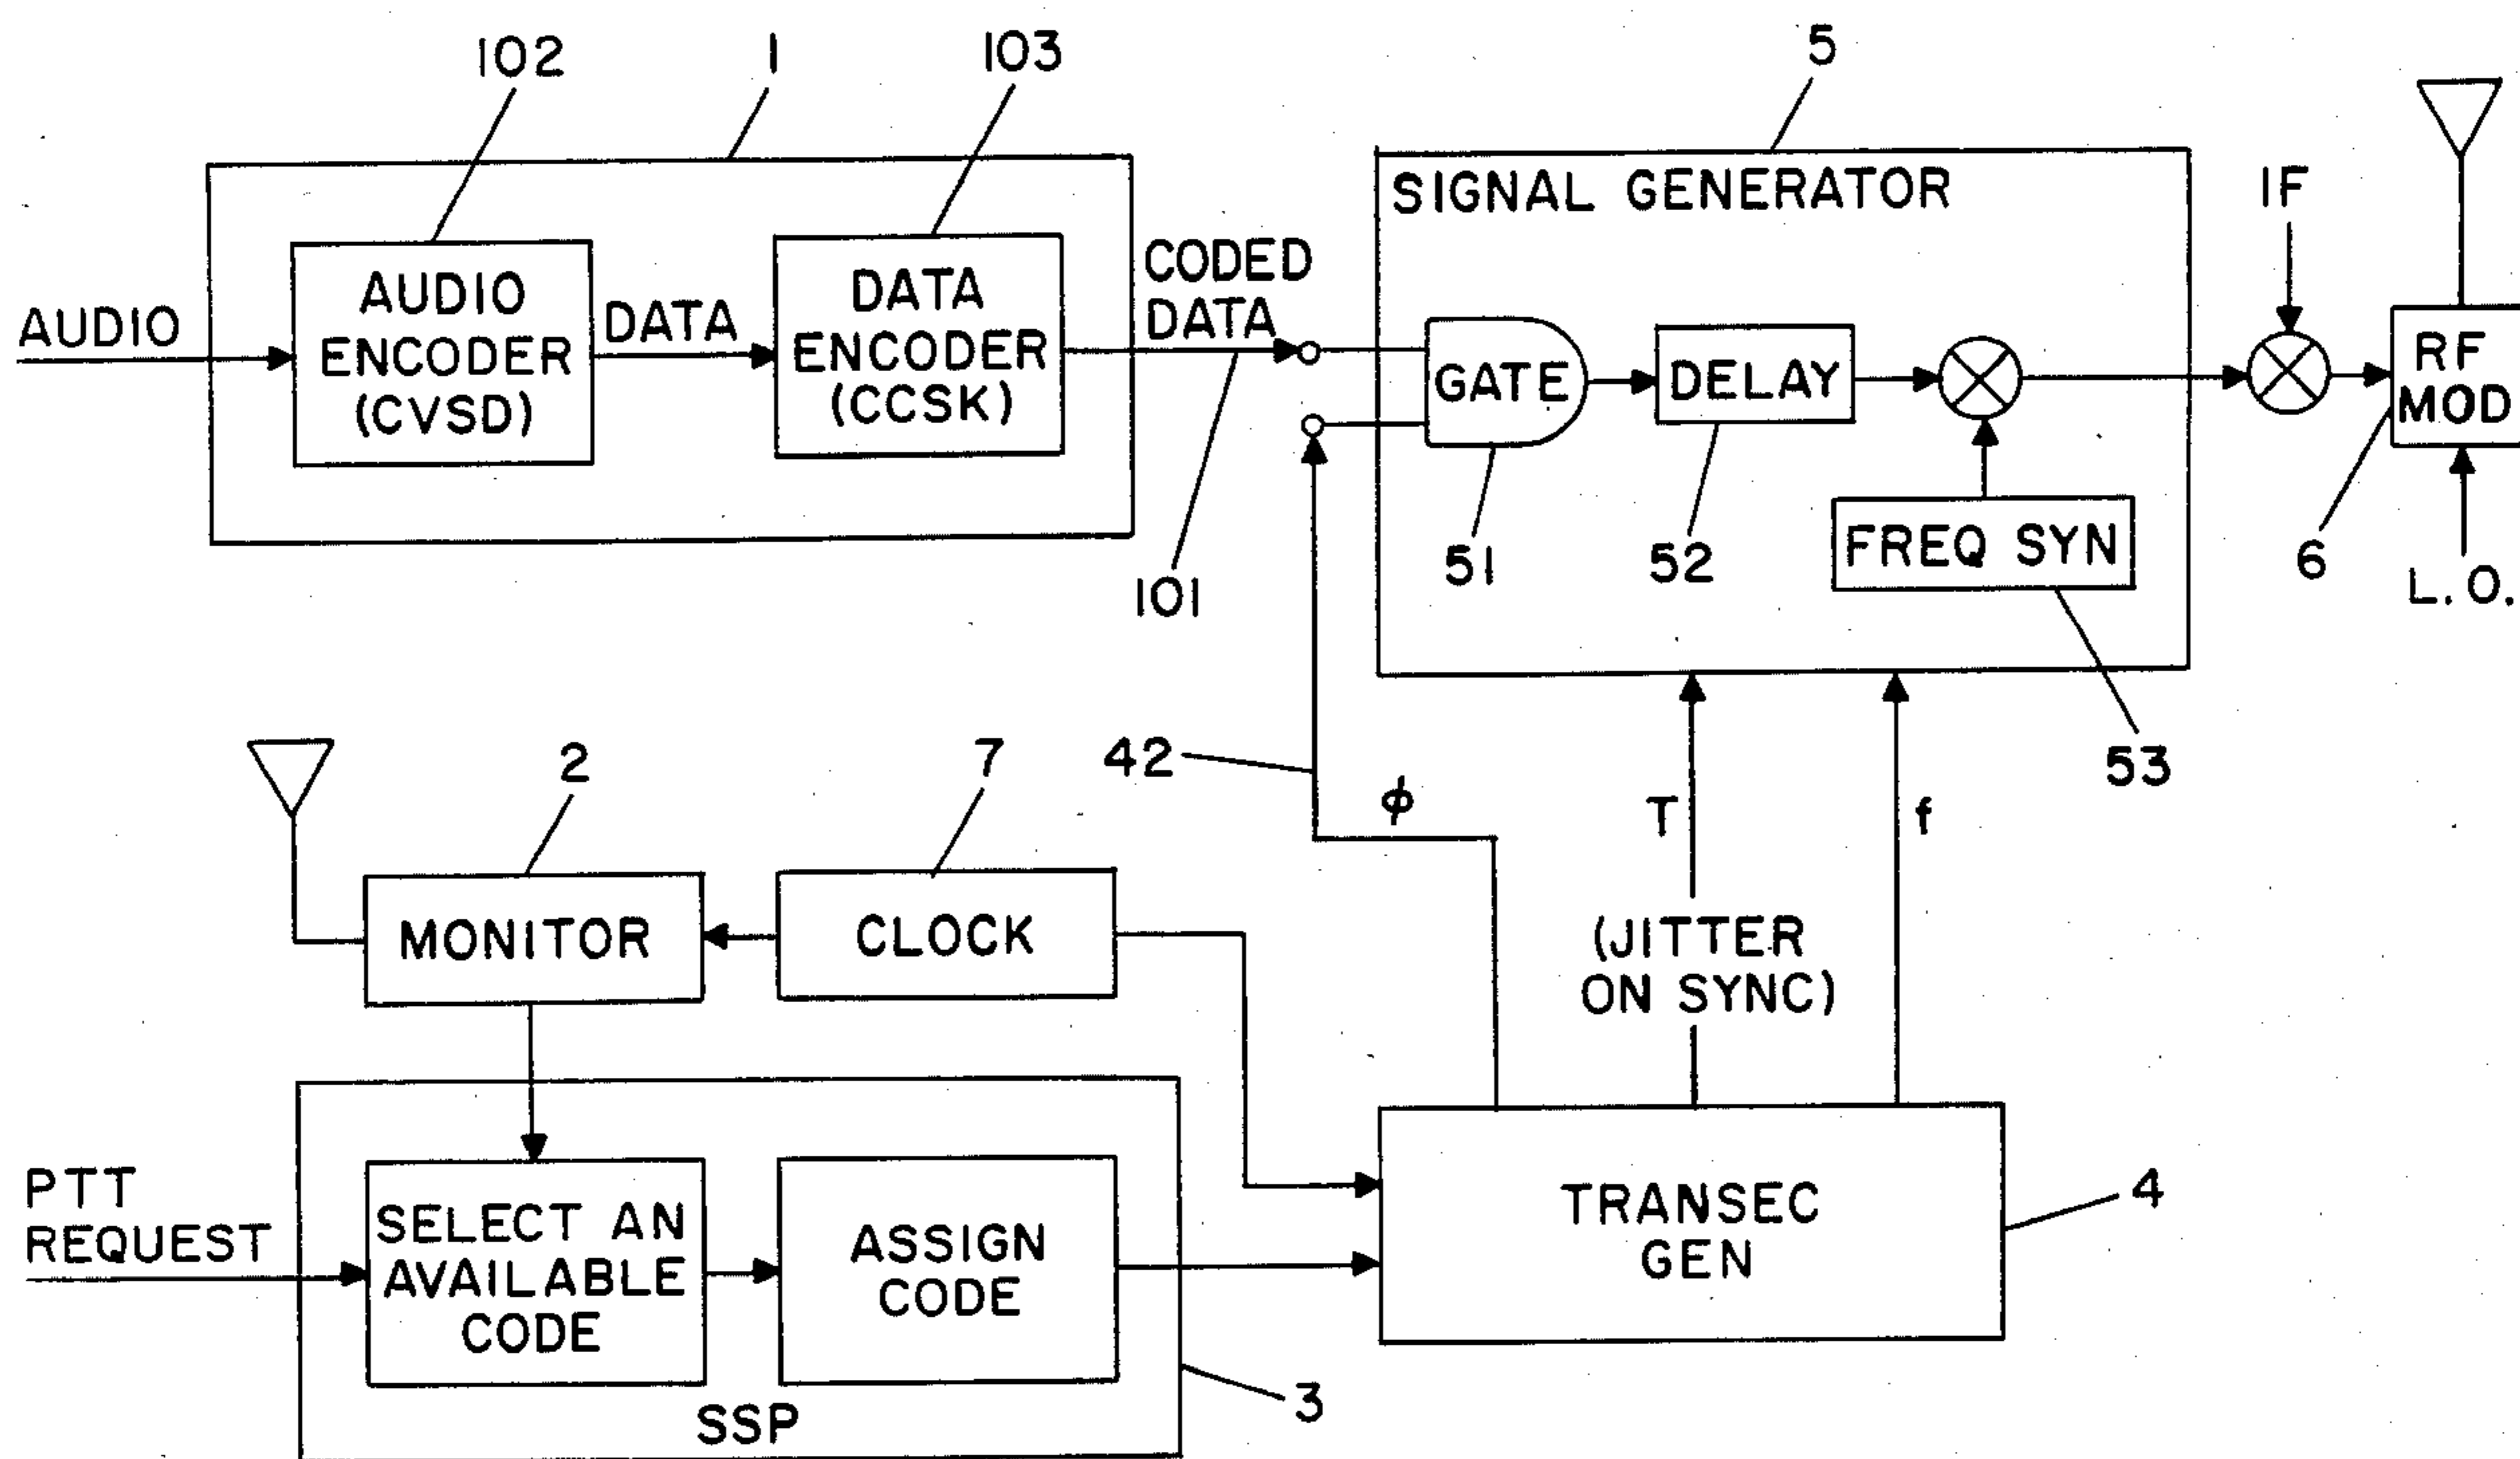 102
1
103
5
SIGNAL GENERATOR
IF
AUDIO
AUDIO
ENCODER
(CVSD)
DATA
DATA
ENCODER
(CCSK)
CODED
DATA
GATE
DELAY
RF
MOD
FREQ SYN
101
51
52
53
6
L.O.
42
φ
T
f
(JITTER
ON SYNC)
2
7
MONITOR
CLOCK
PTT
REQUEST
SELECT AN
AVAILABLE
CODE
ASSIGN
CODE
SSP
3
TRANSEC
GEN
4